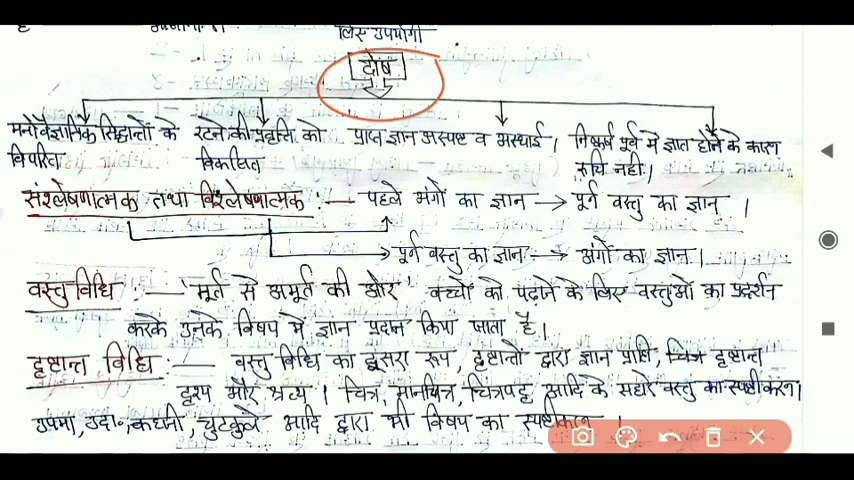 लिए उपयोगी
दोष
मनोवैज्ञानिक सिद्धान्तों के विपरित
रटने की प्रवृत्ति को विकसित
प्राप्त ज्ञान अस्पष्ट व अस्थाई।
निष्कर्ष पूर्व में ज्ञात होने के कारण रुचि नहीं।
संश्लेषणात्मक तथा विश्लेषणात्मक :— पहले अंगों का ज्ञान → पूर्ण वस्तु का ज्ञान।
पूर्ण वस्तु का ज्ञान → अंगों का ज्ञान।
वस्तु विधि :— 'मूर्त से अमूर्त की ओर' बच्चों को पढ़ाने के लिए वस्तुओं का प्रदर्शन
करके उनके विषय में ज्ञान प्रदान किया जाता है।
दृष्टान्त विधि :— वस्तु विधि का दूसरा रूप, दृष्टान्तों द्वारा ज्ञान प्राप्ति, चित्र दृष्टान्त
दृश्य और श्रव्य। चित्र, मानचित्र, चित्रपट्ट आदि के सहारे वस्तु का स्पष्टीकरण।
उपमा, उदा०, कहानी, चुटकुले आदि द्वारा भी विषय का स्पष्टीकरण।